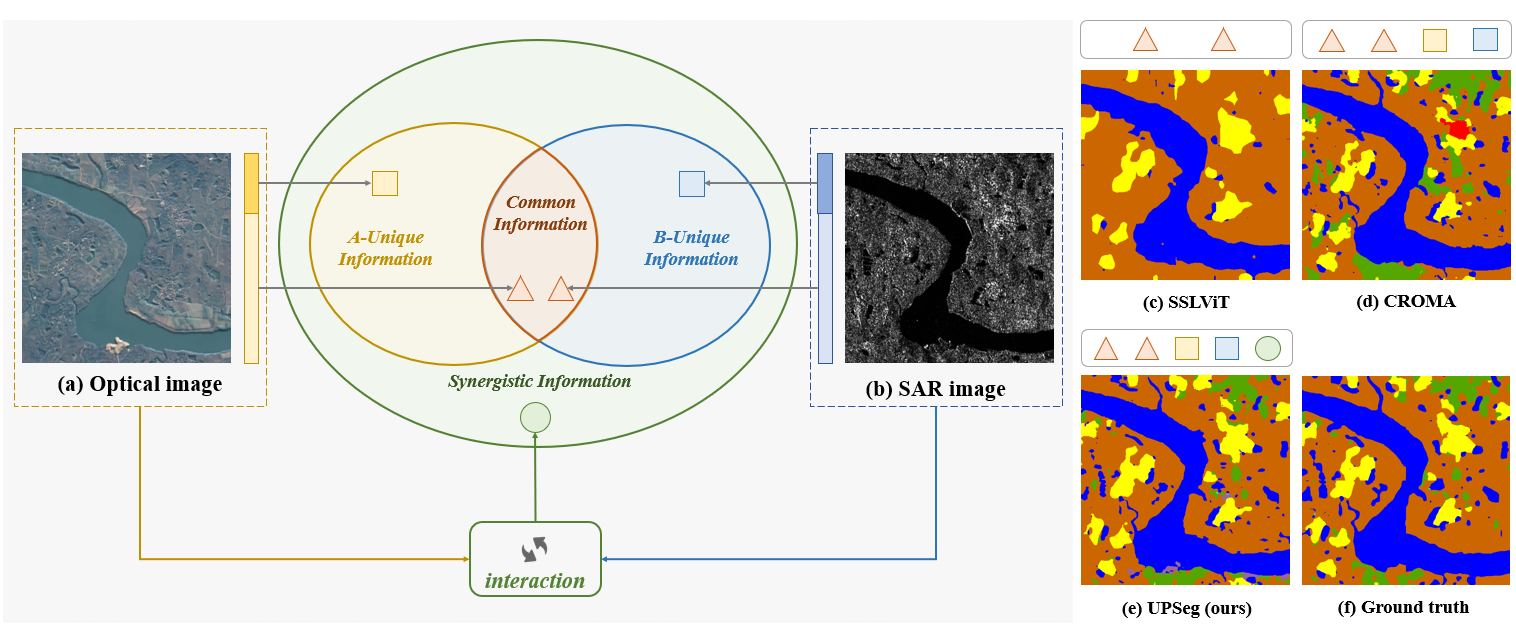 Common
Information
A-Unique
Information
B-Unique
Information
Synergistic Information
(a) Optical image
(b) SAR image
interaction
(c) SSLViT
(d) CROMA
(e) UPSeg (ours)
(f) Ground truth